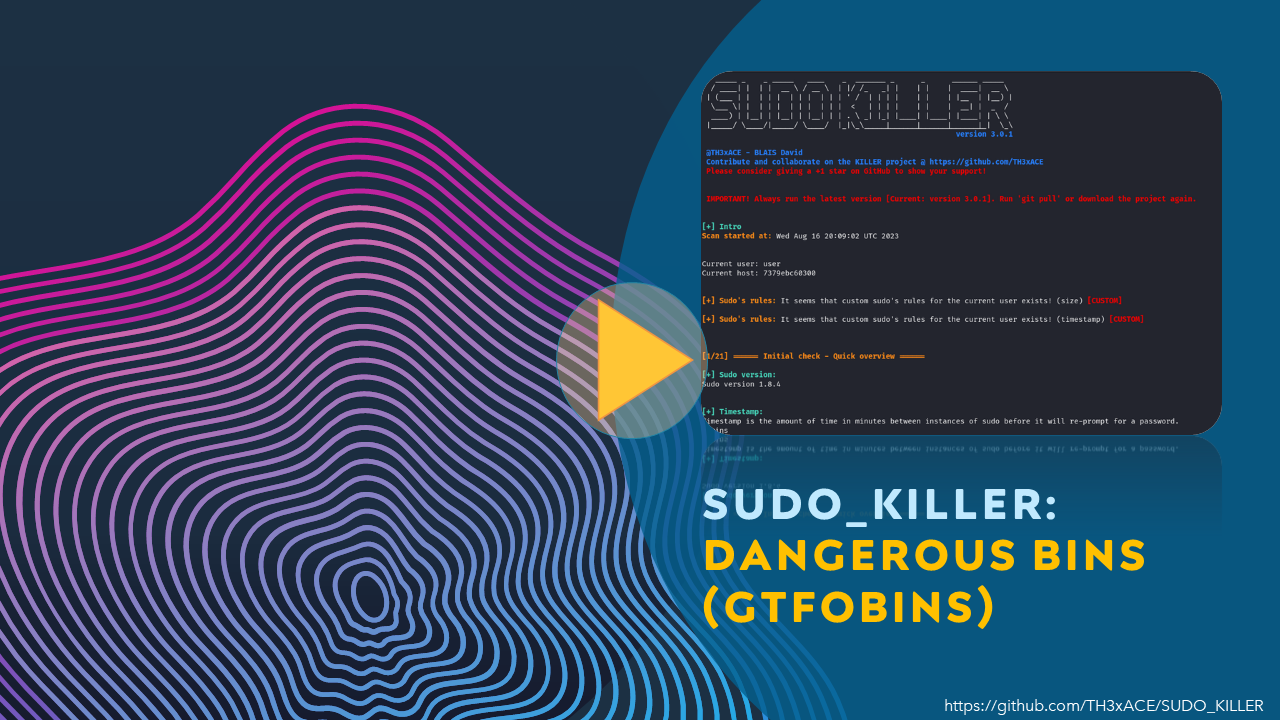 SUDOKILLER
version 3.0.1
@TH3xACE - BLAIS David
Contribute and collaborate on the KILLER project @ https://github.com/TH3xACE
Please consider giving a +1 star on GitHub to show your support!
IMPORTANT! Always run the latest version [Current: version 3.0.1]. Run 'git pull' or download the project again.
[+] Intro
Scan started at: Wed Aug 16 20:09:02 UTC 2023
Current user: user
Current host: 7379ebc60300
[+] Sudo's rules: It seems that custom sudo's rules for the current user exists! (size) [CUSTOM]
[+] Sudo's rules: It seems that custom sudo's rules for the current user exists! (timestamp) [CUSTOM]
[1/21] ====== Initial check - Quick overview ======
[+] Sudo version:
Sudo version 1.8.4
[+] Timestamp:
Timestamp is the amount of time in minutes between instances of sudo before it will re-prompt for a password.
SUDO_KILLER:
DANGEROUS BINS
(GTFOBINS)
https://github.com/TH3xACE/SUDO_KILLER